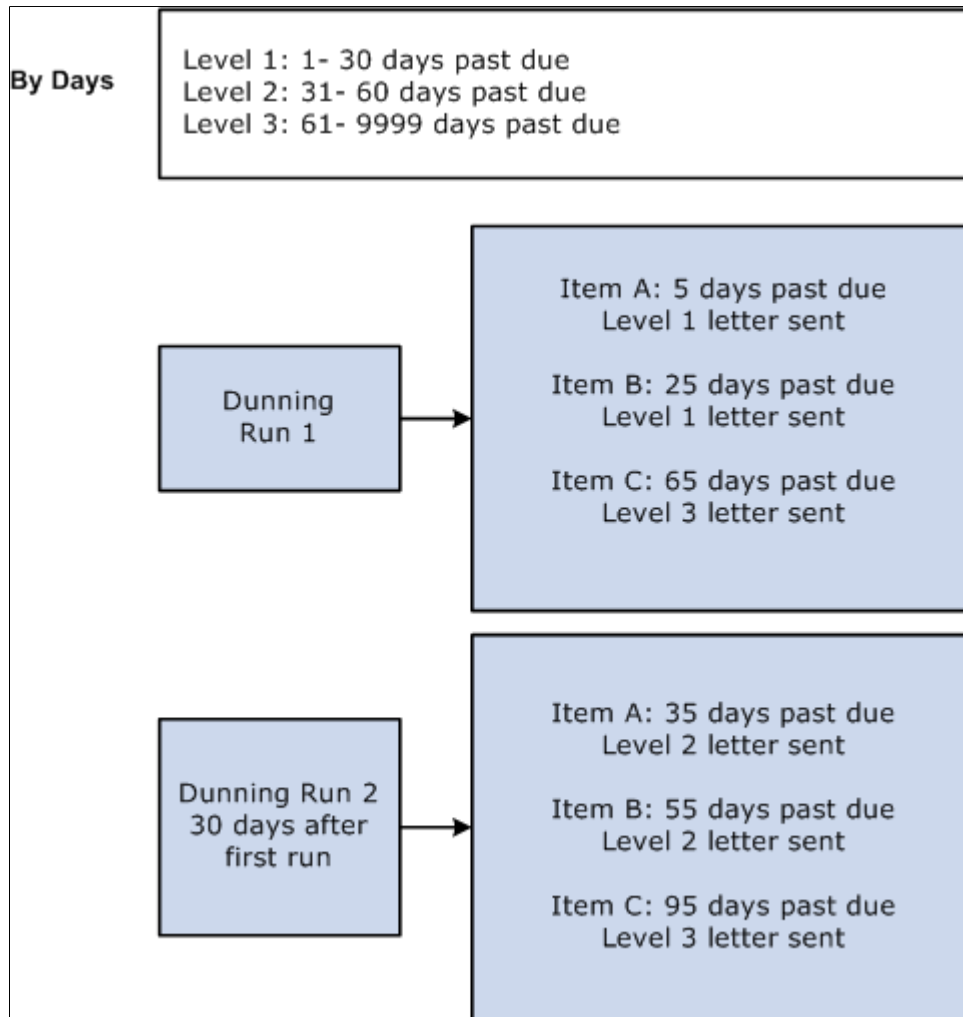 By Days
Level 1: 1- 30 days past due
Level 2: 31- 60 days past due
Level 3: 61- 9999 days past due
Dunning
Run 1
Item A: 5 days past due
Level 1 letter sent
Item B: 25 days past due
Level 1 letter sent
Item C: 65 days past due
Level 3 letter sent
Dunning Run 2
30 days after
first run
Item A: 35 days past due
Level 2 letter sent
Item B: 55 days past due
Level 2 letter sent
Item C: 95 days past due
Level 3 letter sent